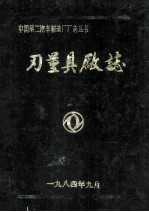 中国第二汽车制造厂厂志丛书
刃量具厰誌
一九八四年九月